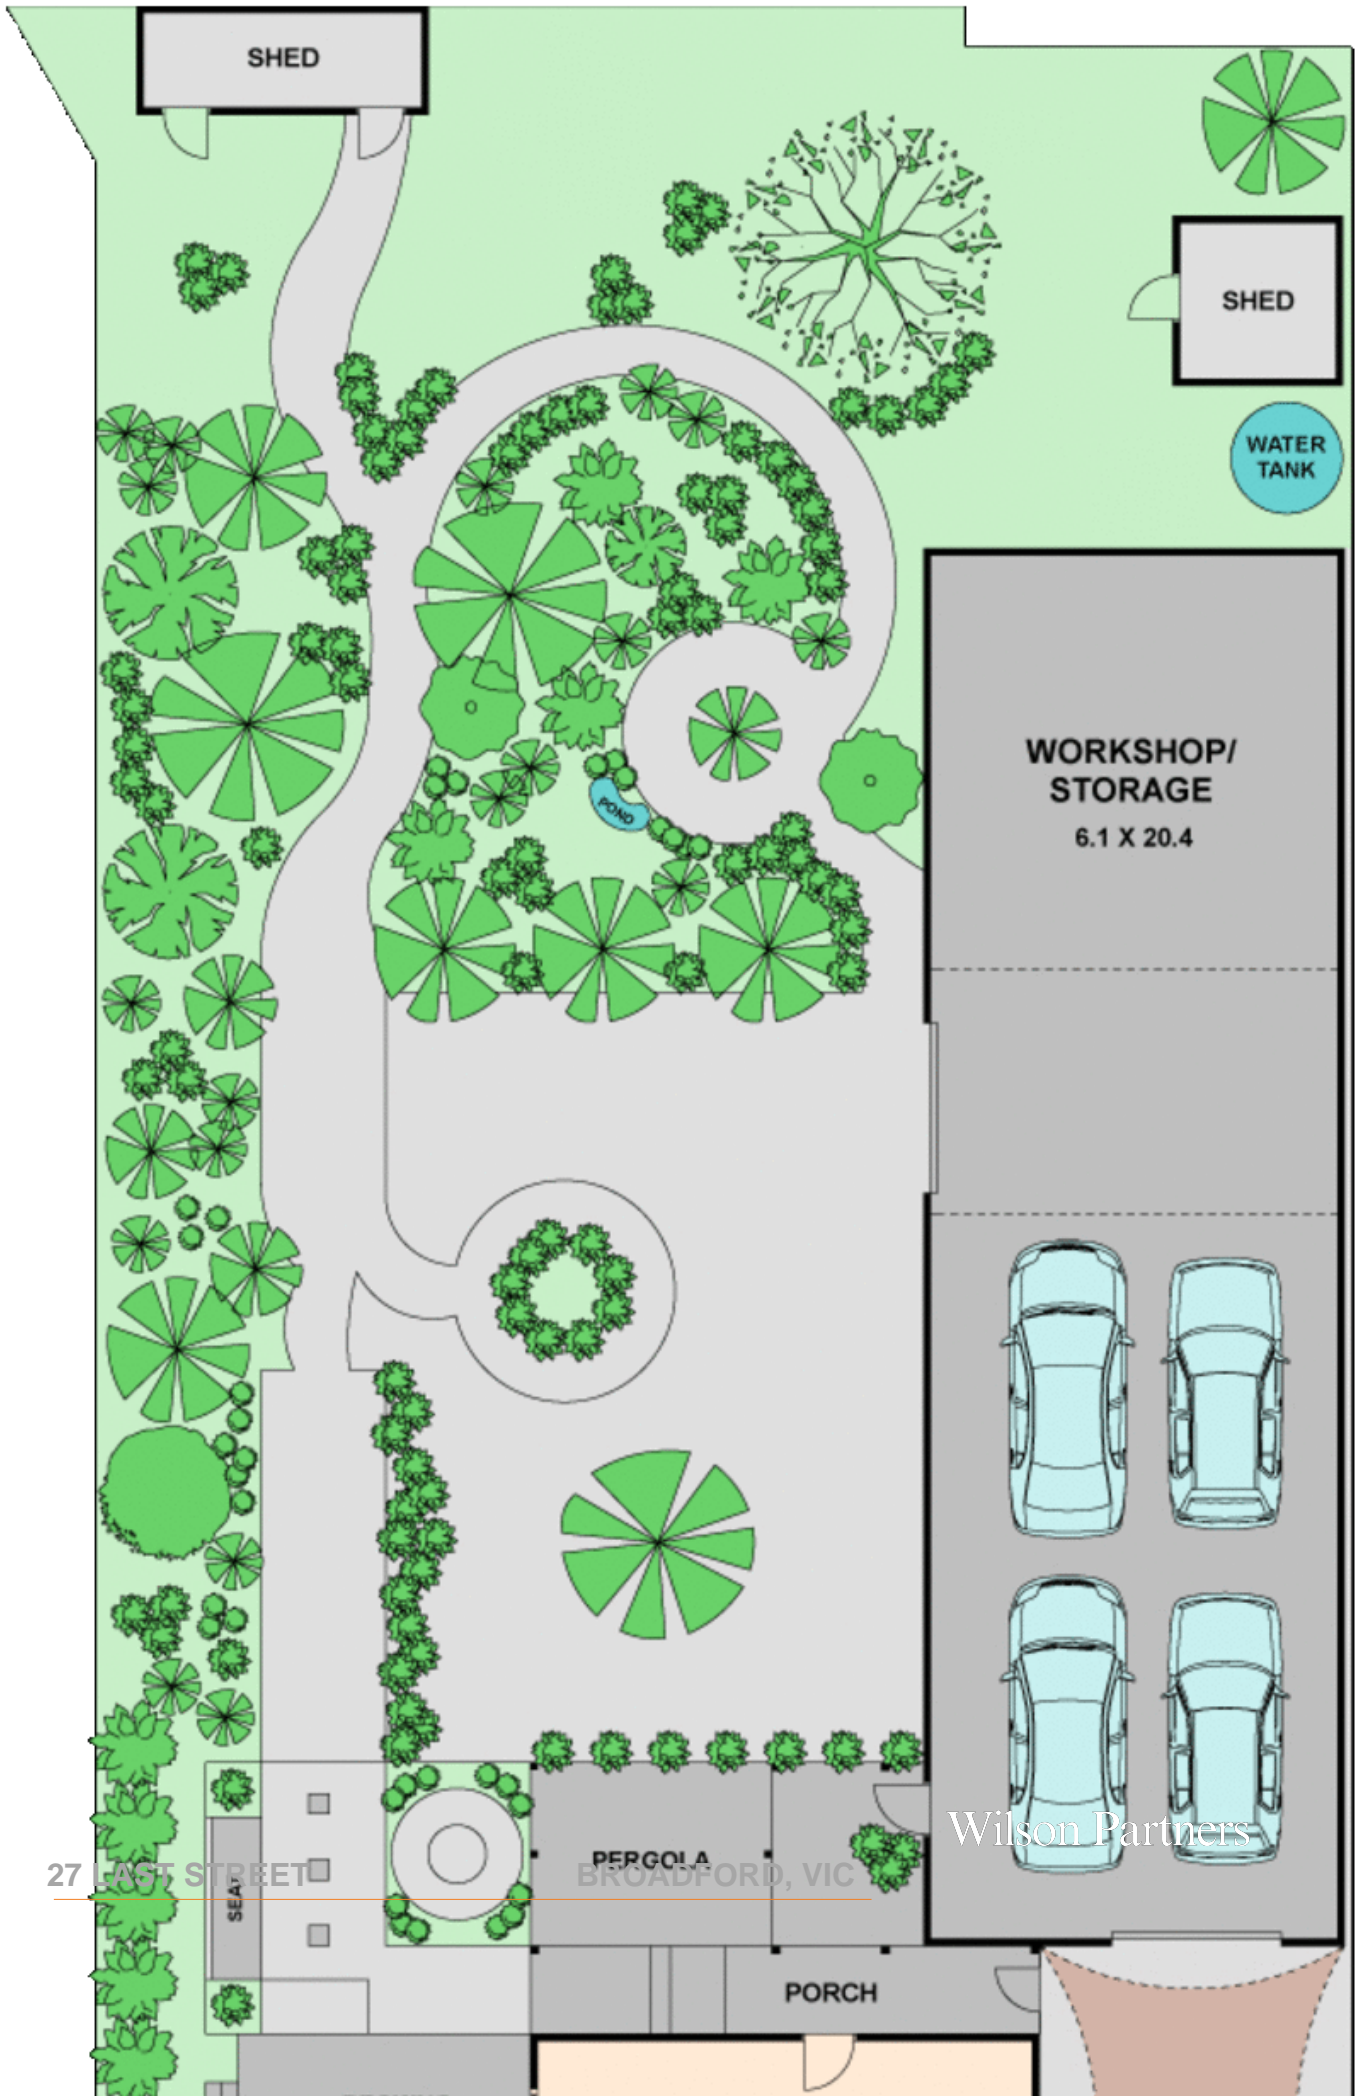 SHED
SHED
WATER
TANK
WORKSHOP/
STORAGE
6.1 X 20.4
POND
Wilson Partners
PERGOLA
27 LAST STREET
BROADFORD, VIC
SEAT
PORCH